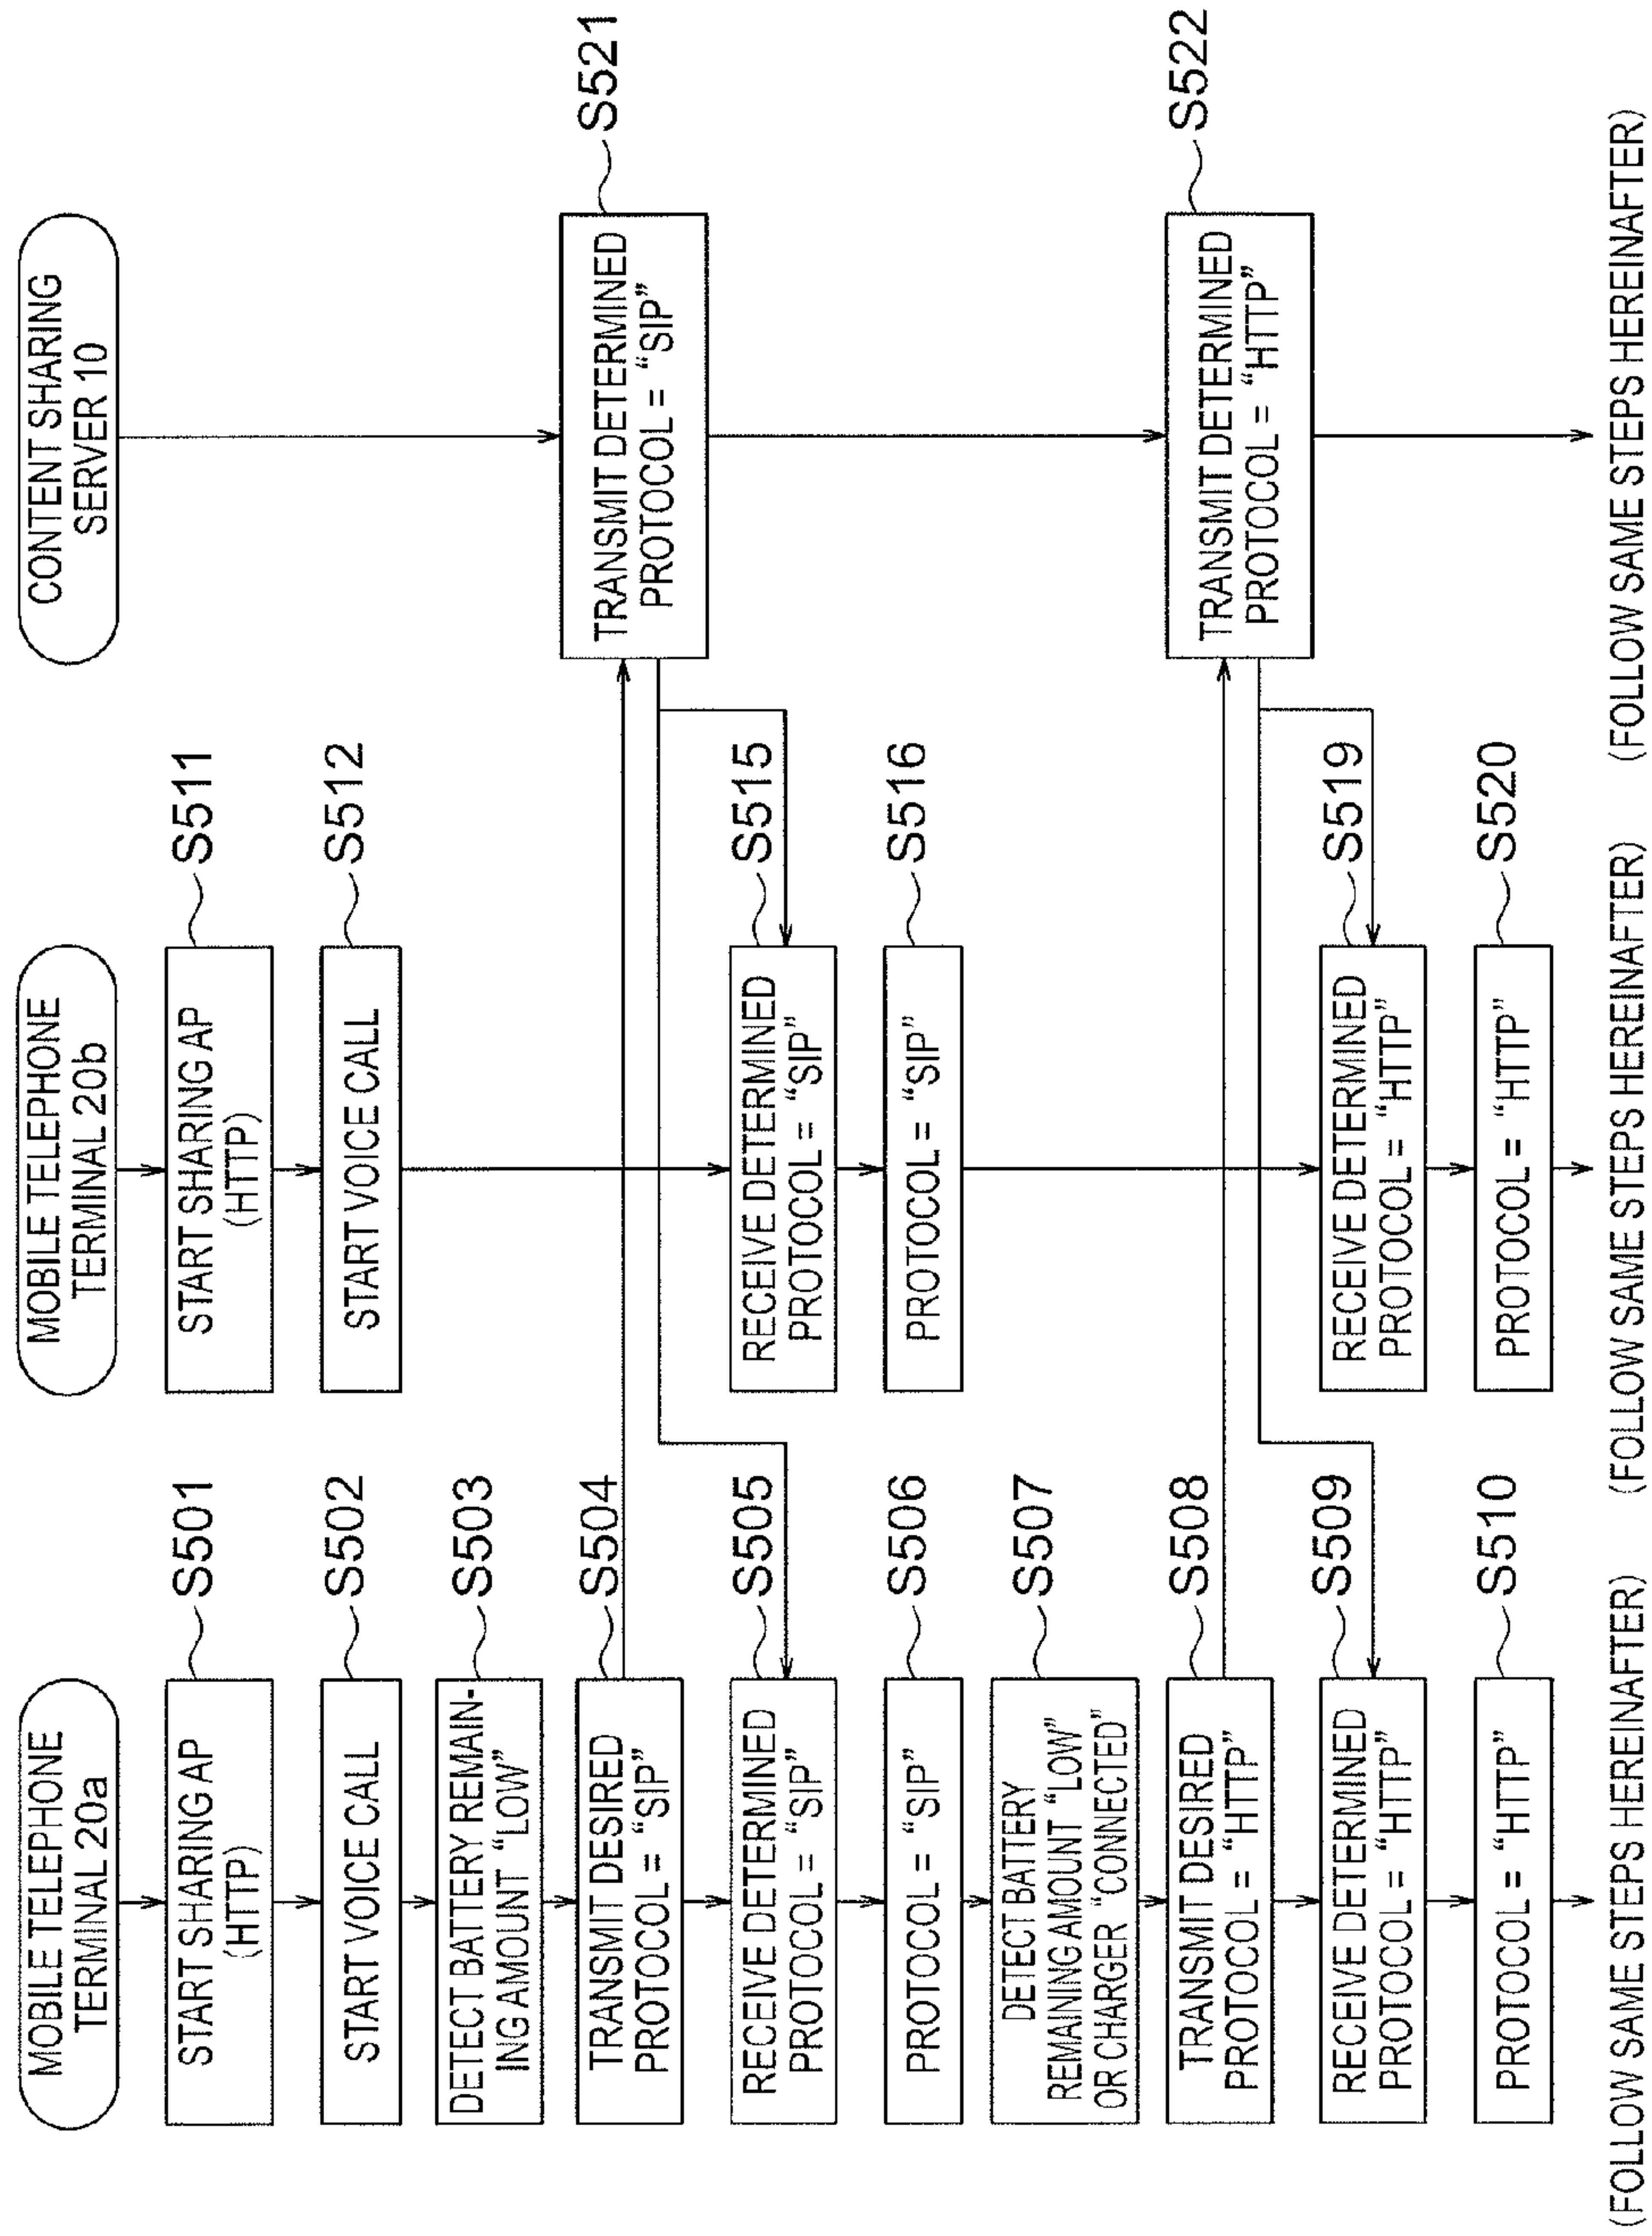 MOBILE TELEPHONE
TERMINAL 20a
START SHARING AP
(HTTP)
S501
START VOICE CALL
S502
DETECT BATTERY REMAIN-
ING AMOUNT “LOW”
S503
TRANSMIT DESIRED
PROTOCOL = “SIP”
S504
RECEIVE DETERMINED
PROTOCOL = “SIP”
S505
PROTOCOL = “SIP”
S506
DETECT BATTERY
REMAINING AMOUNT “LOW”
OR CHARGER “CONNECTED”
S507
TRANSMIT DESIRED
PROTOCOL = “HTTP”
S508
RECEIVE DETERMINED
PROTOCOL = “HTTP”
S509
PROTOCOL = “HTTP”
S510
(FOLLOW SAME STEPS HEREINAFTER)
MOBILE TELEPHONE
TERMINAL 20b
START SHARING AP
(HTTP)
S511
START VOICE CALL
S512
RECEIVE DETERMINED
PROTOCOL = “SIP”
S515
PROTOCOL = “SIP”
S516
RECEIVE DETERMINED
PROTOCOL = “HTTP”
S519
PROTOCOL = “HTTP”
S520
(FOLLOW SAME STEPS HEREINAFTER)
CONTENT SHARING
SERVER 10
TRANSMIT DETERMINED
PROTOCOL = “SIP”
S521
TRANSMIT DETERMINED
PROTOCOL = “HTTP”
S522
(FOLLOW SAME STEPS HEREINAFTER)